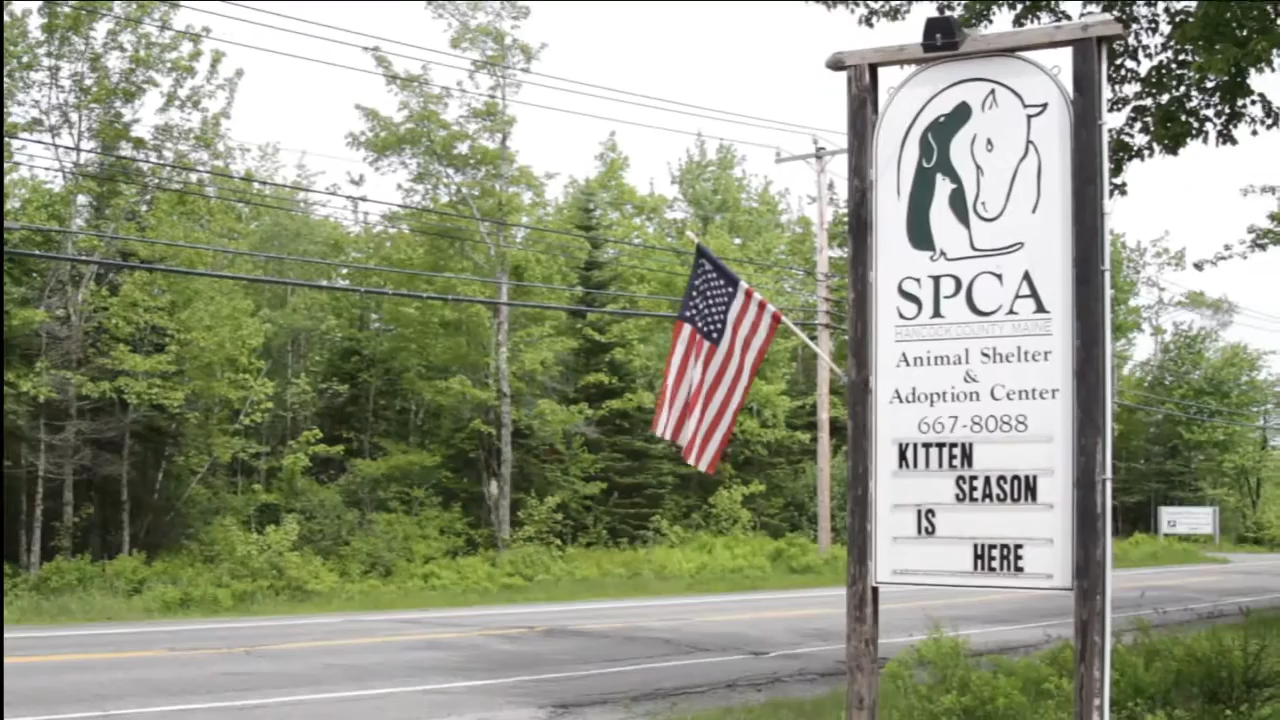 SPCA
HANCOCK COUNTY, MAINE
Animal Shelter
&
Adoption Center
667-8088
KITTEN
SEASON
IS
HERE